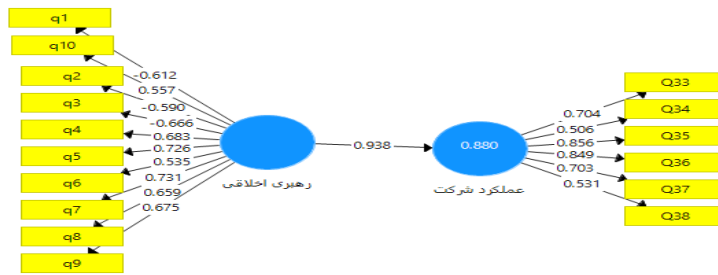 q1
q10
q2
q3
q4
q5
q6
q7
q8
q9
-0.612
0.557
-0.590
-0.666
0.683
0.726
0.535
0.731
0.659
0.675
رهبری اخلاقی
0.938
0.880
عملکرد شرکت
-0.704
0.506
0.856
0.849
0.703
0.531
Q33
Q34
Q35
Q36
Q37
Q38